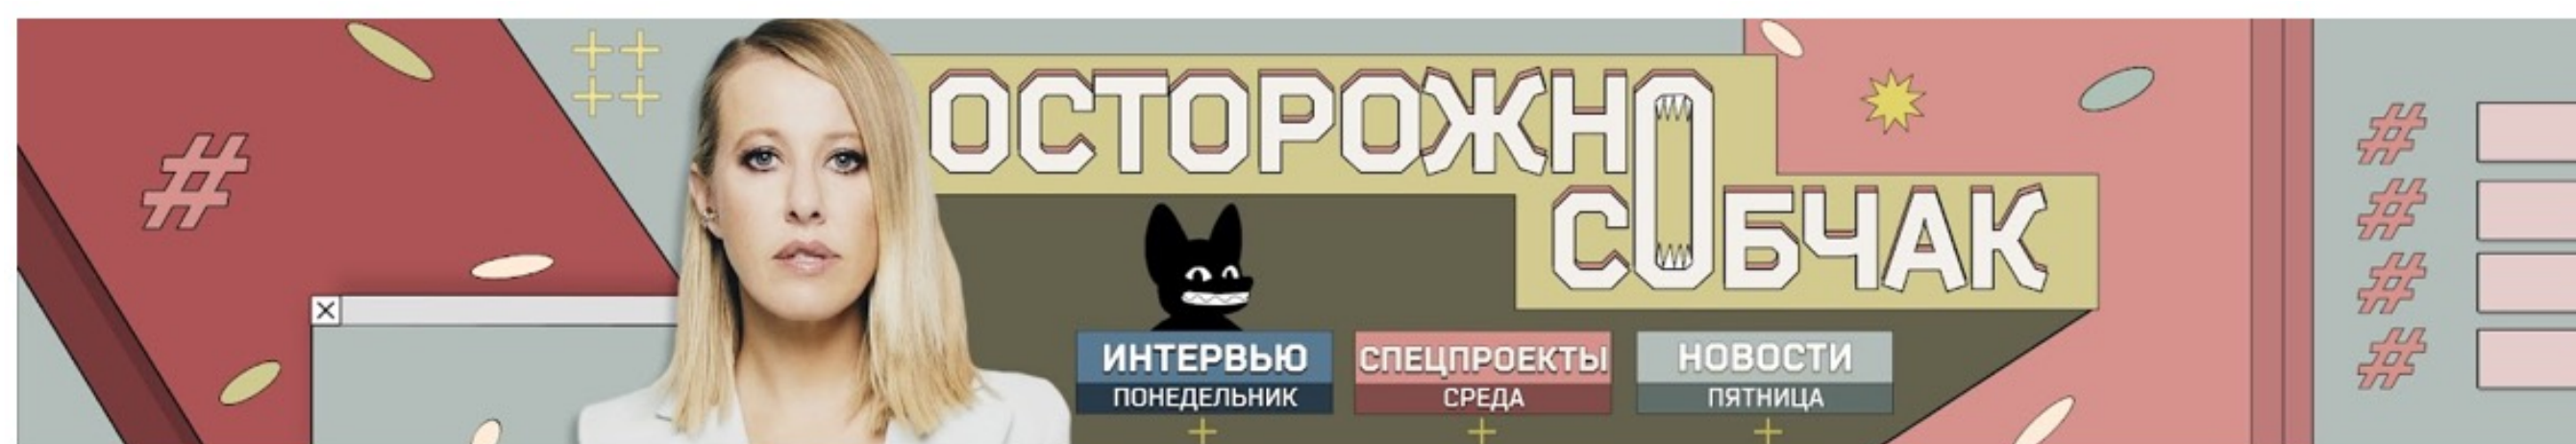 ОСТОРОЖНО
СОБЧАК
ИНТЕРВЬЮ
ПОНЕДЕЛЬНИК
СПЕЦПРОЕКТЫ
СРЕДА
НОВОСТИ
ПЯТНИЦА